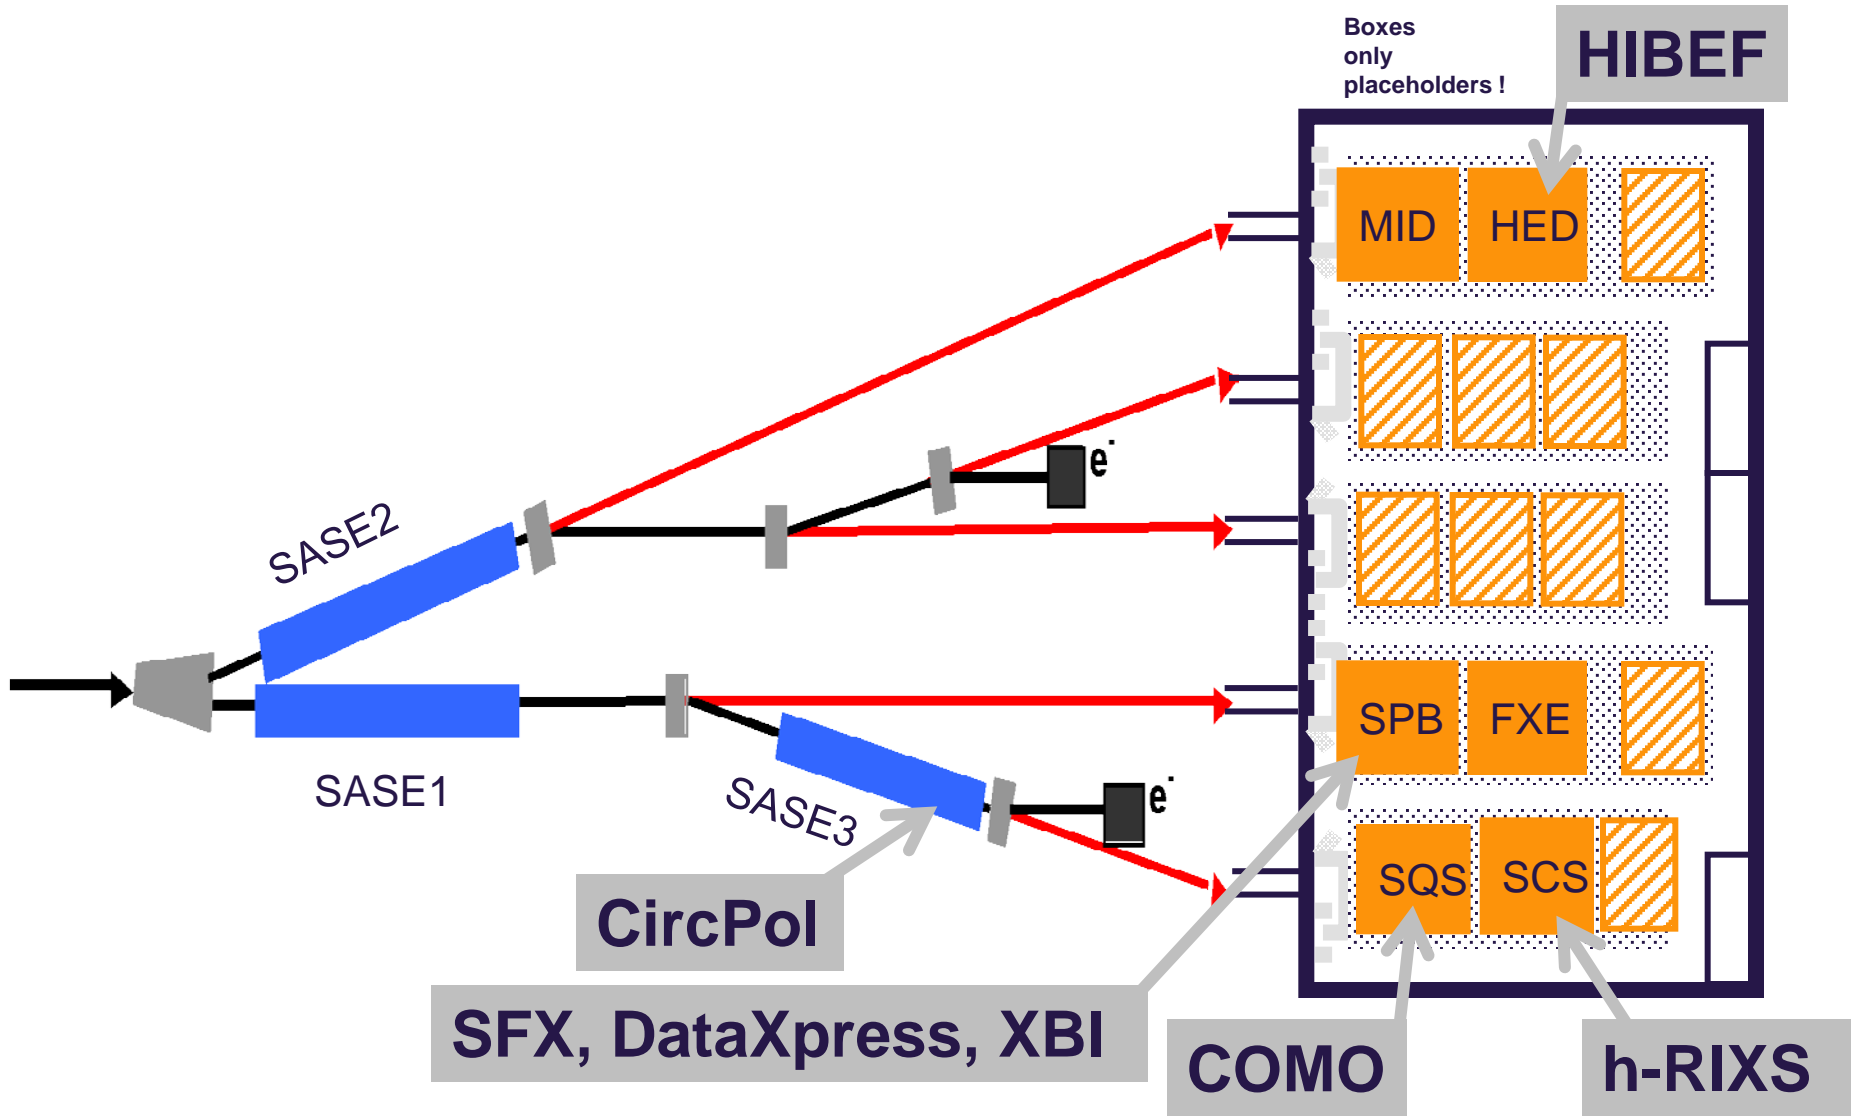 Boxes
only
placeholders !
HIBEF
MID
HED
e-
SASE2
SPB
FXE
SASE1
SASE3
e-
SQS
SCS
CircPol
SFX, DataXpress, XBI
COMO
h-RIXS